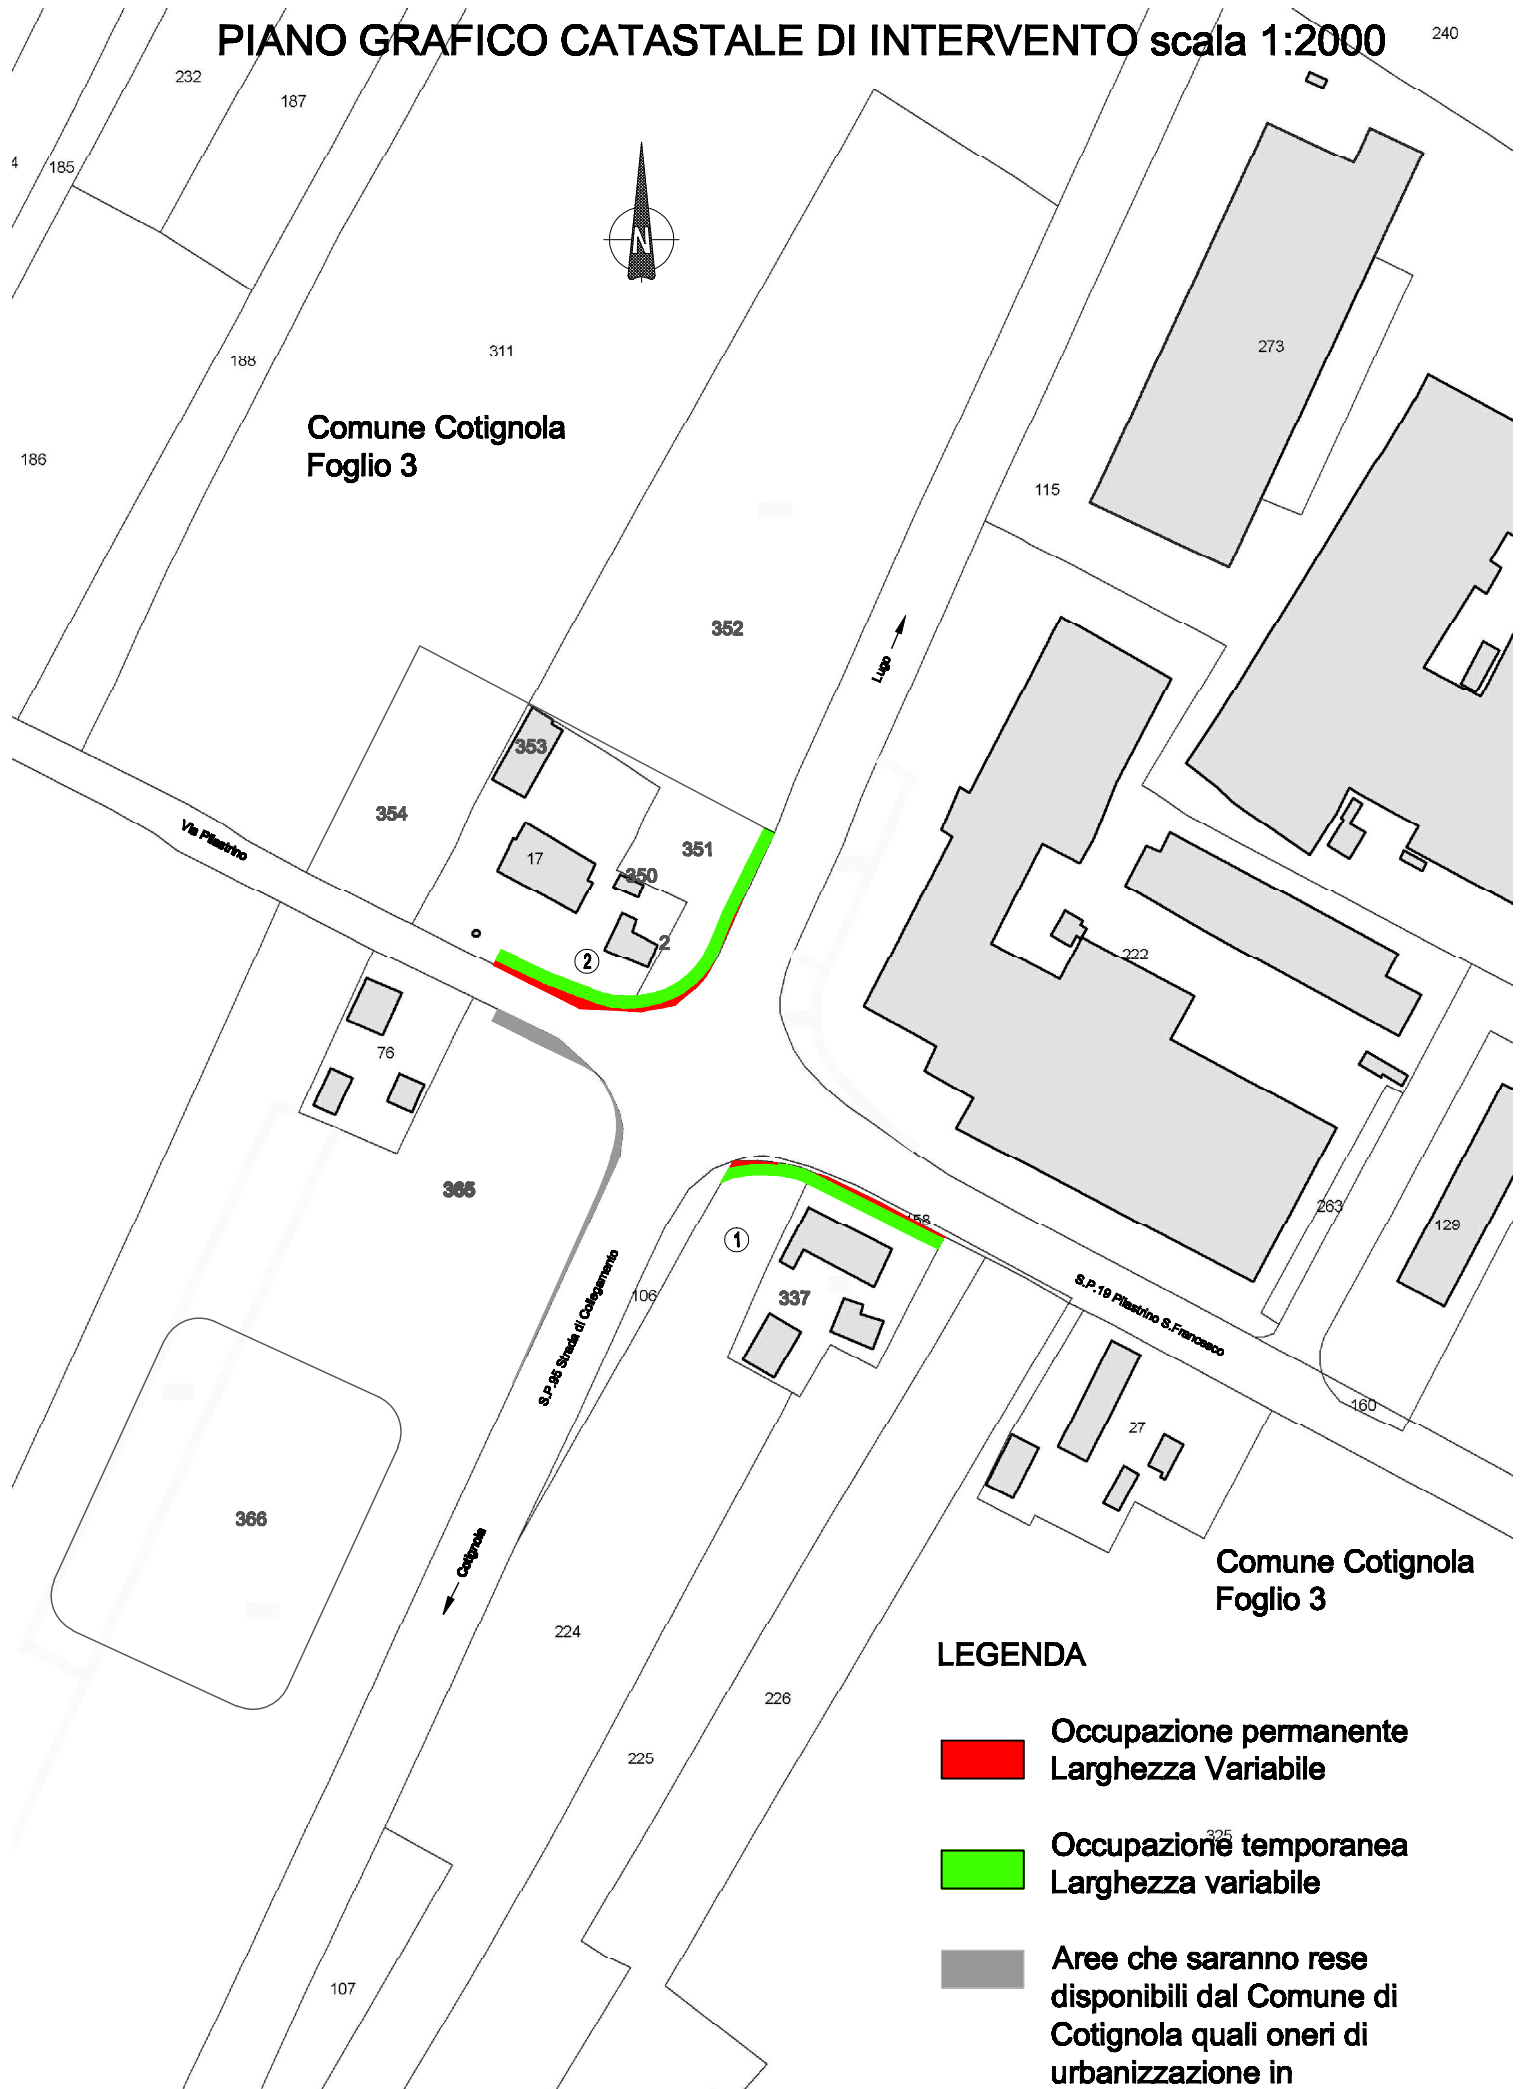 PIANO GRAFICO CATASTALE DI INTERVENTO scala 1:2000
240
232
187
4
185
N
188
311
273
Comune Cotignola
Foglio 3
186
115
352
Lugo
353
354
Via Pilastrino
351
17
350
2
2
222
76
365
158
263
129
1
106
337
S.P.95 Strada di Collegamento
S.P.19 Pilastrino S.Francesco
160
27
366
Cotignola
Comune Cotignola
Foglio 3
224
LEGENDA
226
Occupazione permanente
Larghezza Variabile
225
325
Occupazione temporanea
Larghezza variabile
107
Aree che saranno rese
disponibili dal Comune di
Cotignola quali oneri di
urbanizzazione in